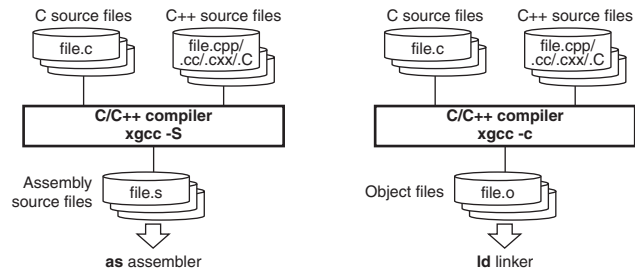 C source files
C++ source files
file.c
file.cpp/
.cc/.cxx/.C
C/C++ compiler
xgcc -S
Assembly
source files
file.s
as assembler
C source files
C++ source files
file.c
file.cpp/
.cc/.cxx/.C
C/C++ compiler
xgcc -c
Object files
file.o
ld linker